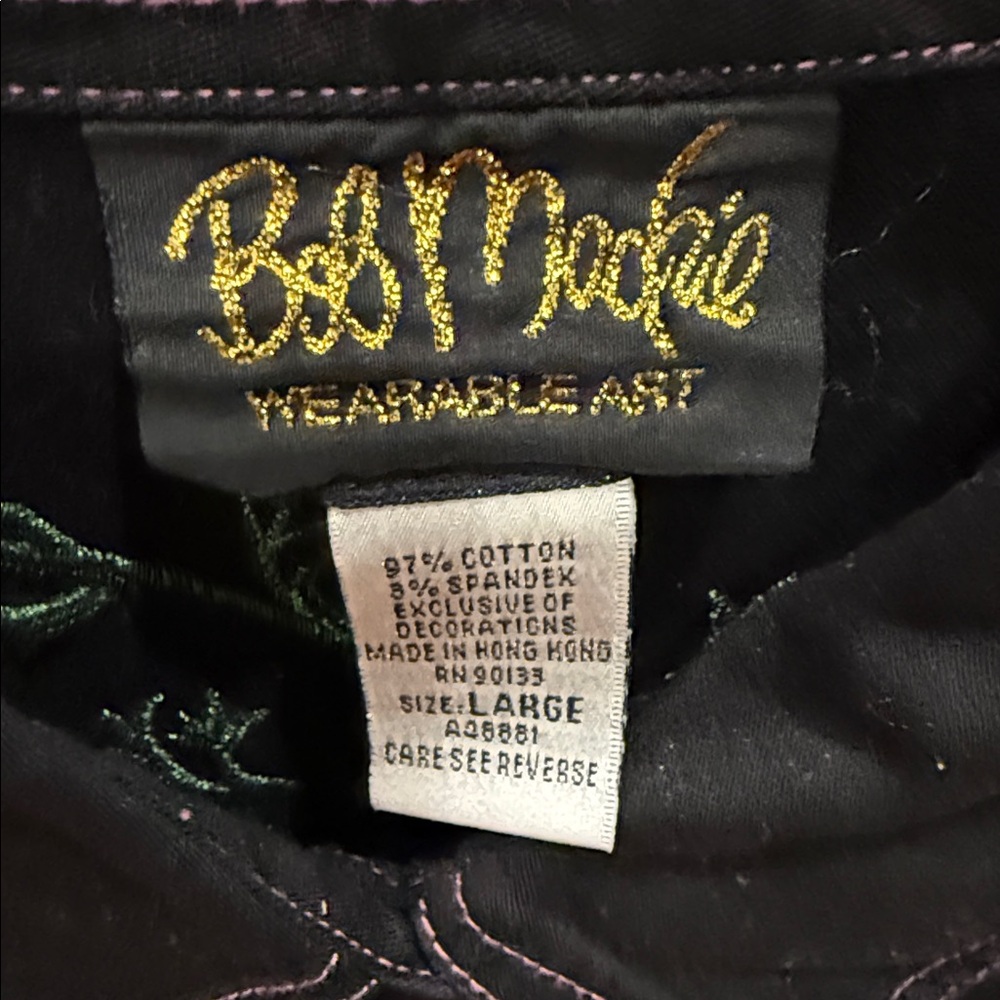 Bob Mackie
WEARABLE ART
97% COTTON
3% SPANDEX
EXCLUSIVE OF
DECORATIONS
MADE IN HONG KONG
RN 90133
SIZE: LARGE
CARE SEE REVERSE